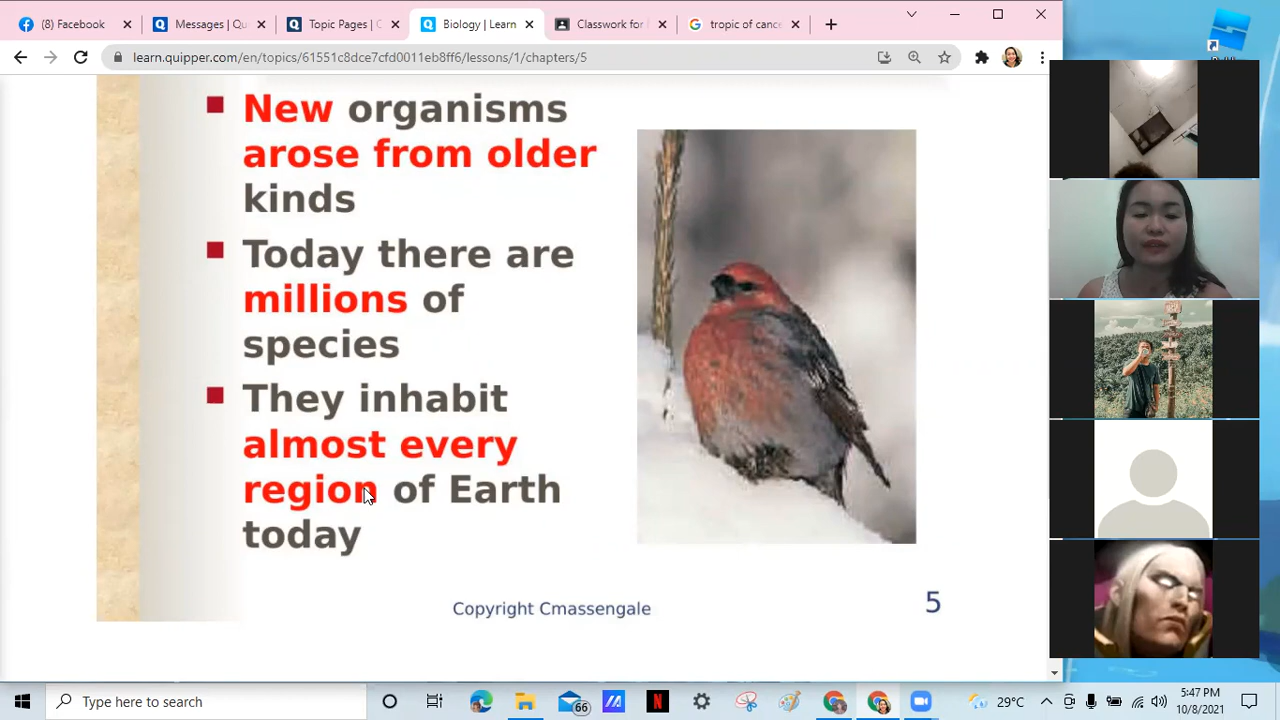 (8) Facebook
Messages | Qu
Topic Pages | C
Biology | Learn
Classwork for
tropic of cance
learn.quipper.com/en/topics/61551c8dce7cfd0011eb8ff6/lessons/1/chapters/5
New organisms
arose from older
kinds
Today there are
millions of
species
They inhabit
almost every
region of Earth
today
Copyright Cmassengale
5
Type here to search
66
N
29°C
5:47 PM
10/8/2021